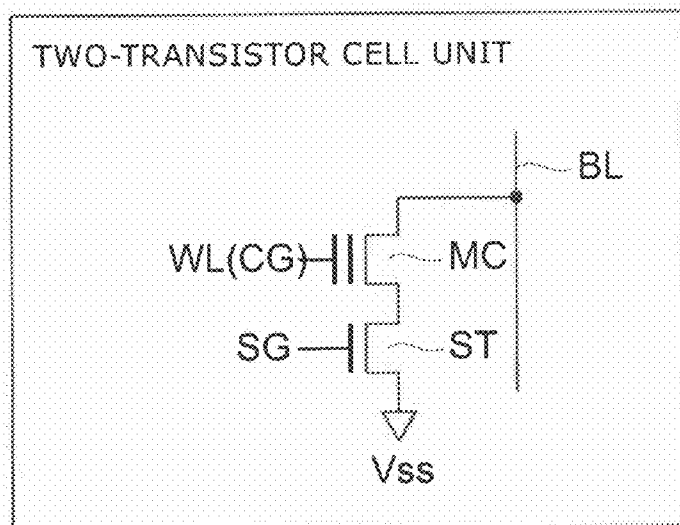 TWO-TRANSISTOR CELL UNIT
BL
WL(CG)
MC
SG
ST
Vss